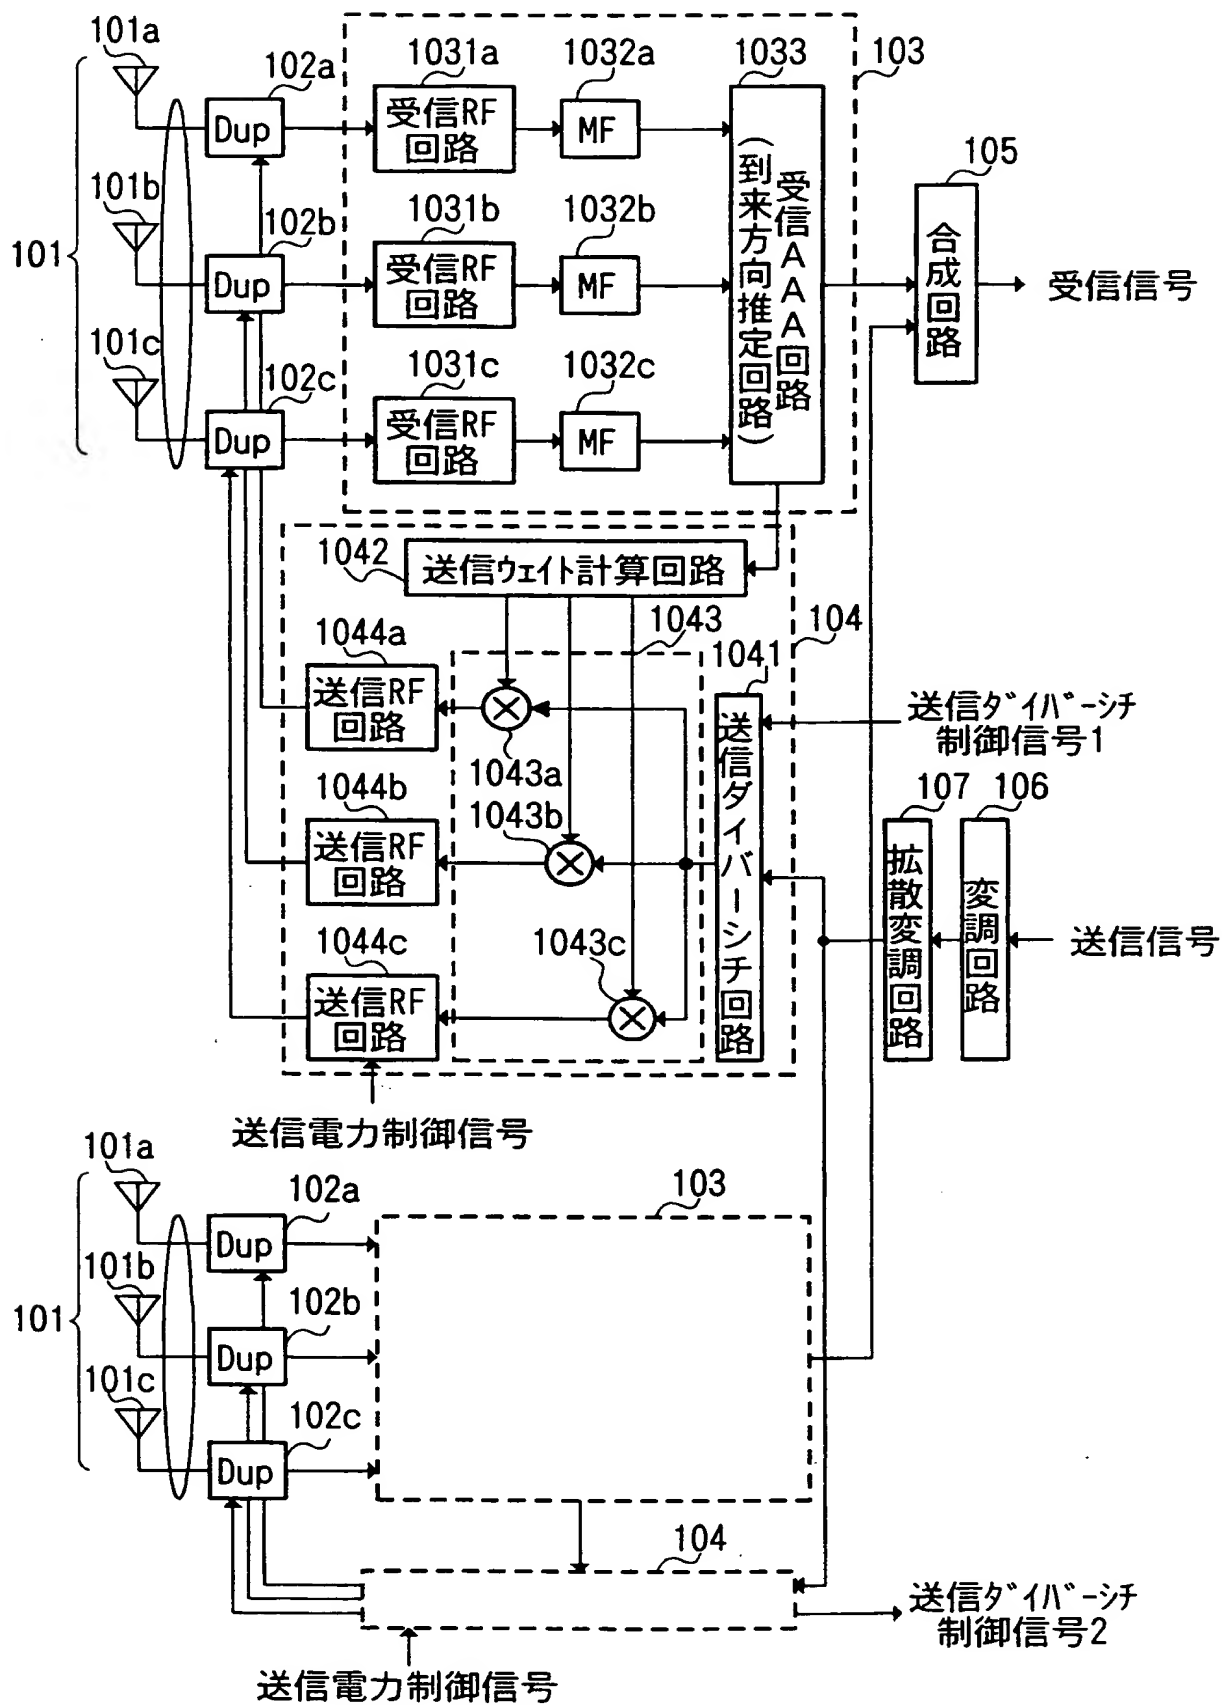 101a
102a
1031a
1032a
1033
103
Dup
受信RF
回路
MF
受信AAA回路
(到来方向推定回路)
105
合成回路
受信信号
101
101b
102b
1031b
1032b
Dup
受信RF
回路
MF
101c
102c
1031c
1032c
Dup
受信RF
回路
MF
1042
送信ウェイト計算回路
104
1043
1044a
送信RF
回路
1043a
1041
送信ダイバーシチ回路
送信ダイバーシチ
制御信号1
1044b
送信RF
回路
1043b
107
拡散変調回路
106
変調回路
送信信号
1044c
送信RF
回路
1043c
送信電力制御信号
101a
102a
103
Dup
101
101b
102b
Dup
101c
102c
Dup
104
送信ダイバーシチ
制御信号2
送信電力制御信号